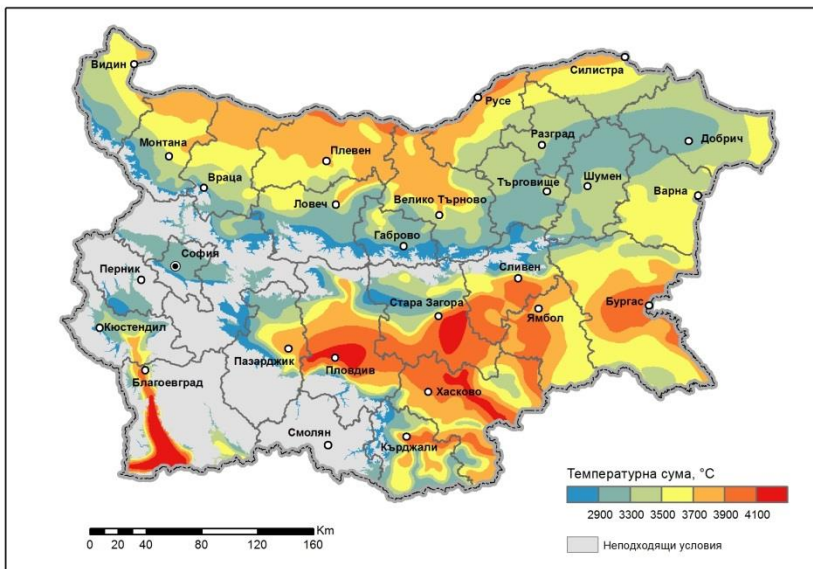 Видин
Силистра
Русе
Монтана
Плевен
Разград
Добрич
Враца
Ловеч
Велико Търново
Търговище
Шумен
Варна
Габрово
София
Перник
Сливен
Кюстендил
Стара Загора
Ямбол
Бургас
Пазарджик
Пловдив
Благоевград
Хасково
Смолян
Кърджали
Температурна сума, °C
2900 3300 3500 3700 3900 4100
Неподходящи условия
Km
0 20 40 80 120 160